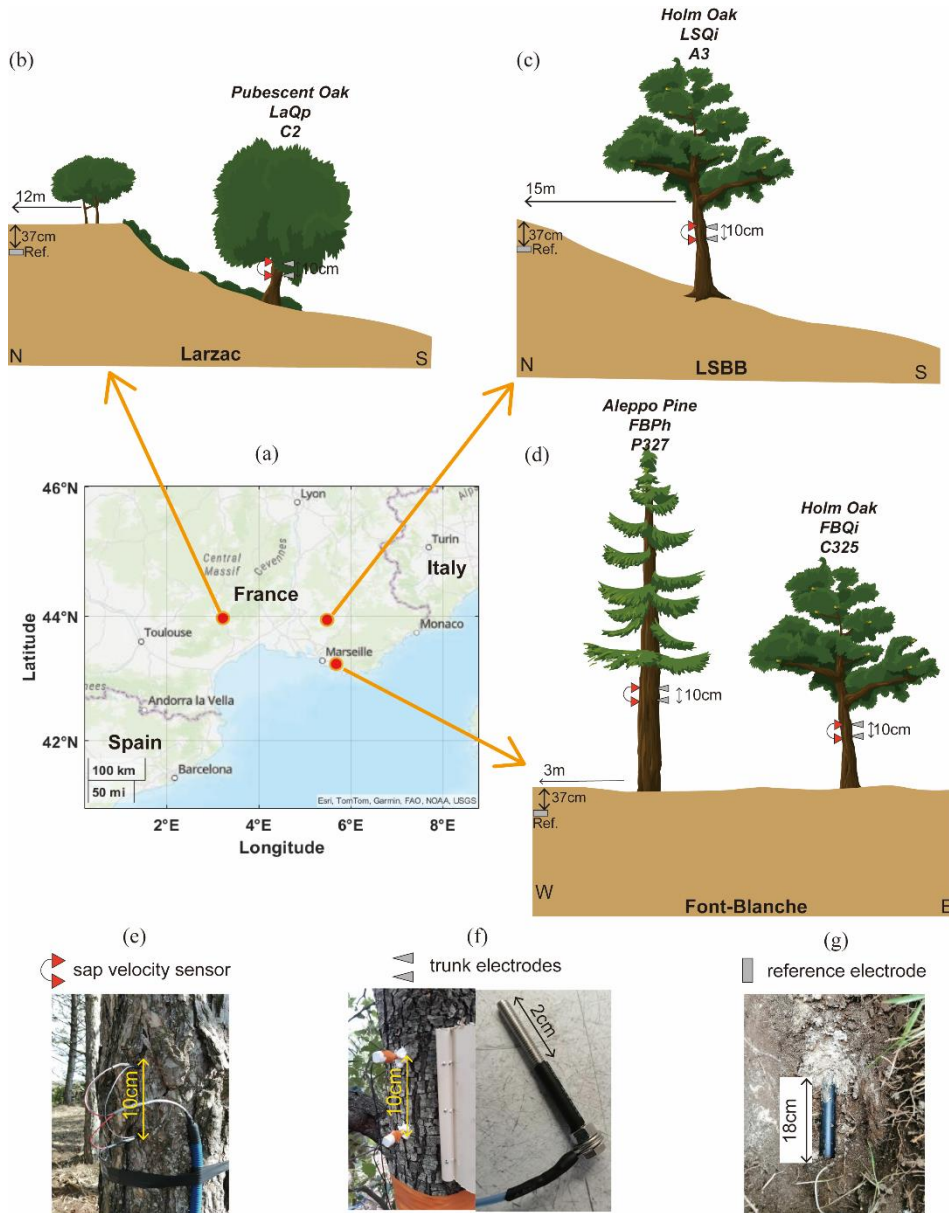 (b)
Pubescent Oak
LaQp
C2
12m
37cm
Ref.
10cm
N
Larzac
S
(c)
Holm Oak
LSQi
A3
15m
37cm
Ref.
10cm
N
LSBB
S
(a)
46°N
44°N
42°N
Latitude
Lyon
Central
Massif
Cevennes
France
Turin
Italy
Monaco
Toulouse
Marseille
Andorra la Vella
Spain
Barcelona
100 km
50 mi
Esri, TomTom, Garmin, FAO, NOAA, USGS
2°E
4°E
6°E
8°E
Longitude
(d)
Aleppo Pine
FBPh
P327
Holm Oak
FBQi
C325
10cm
10cm
3m
37cm
Ref.
W
Font-Blanche
E
(e)
sap velocity sensor
10cm
(f)
trunk electrodes
10cm
2cm
(g)
reference electrode
18cm